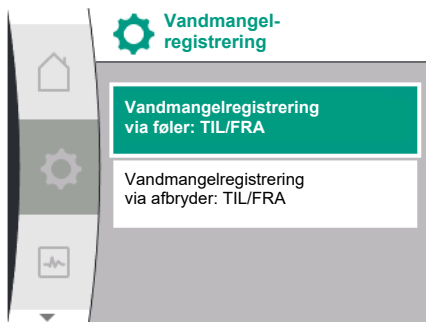 Vandmangel-
registrering
Vandmangelregistrering
via føler: TIL/FRA
Vandmangelregistrering
via afbryder: TIL/FRA